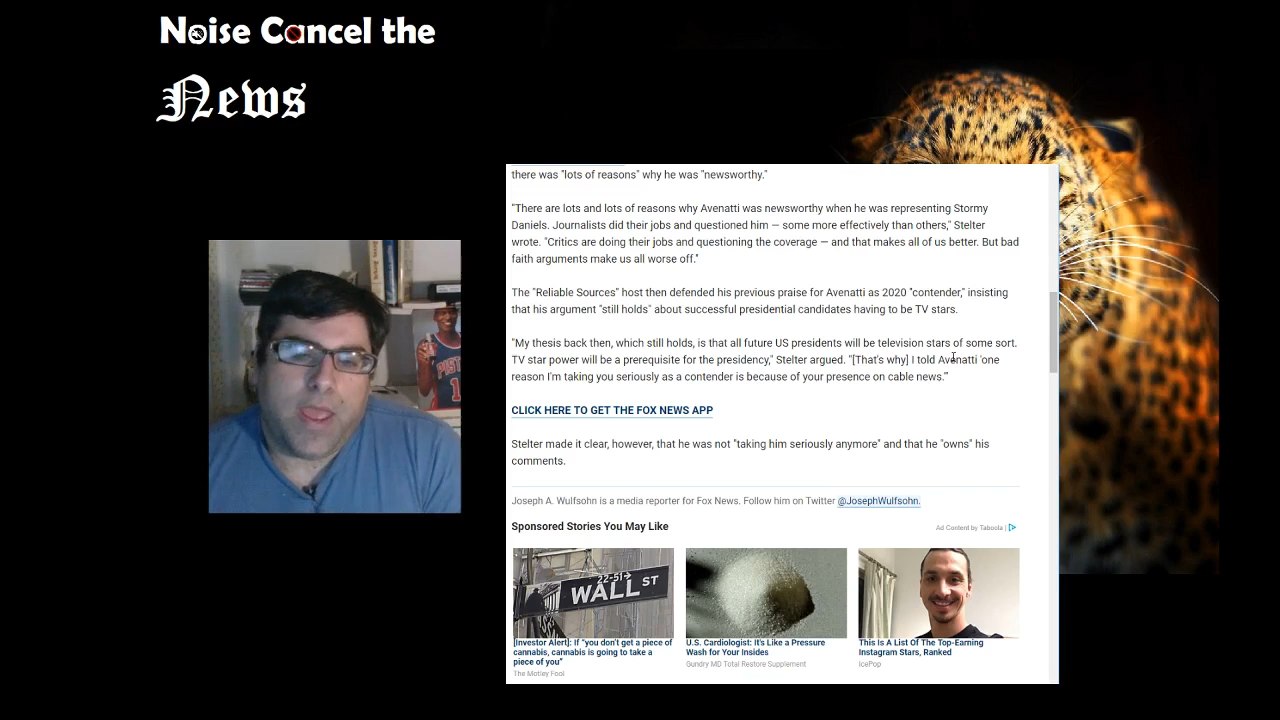 Noise Cancel the
News
there was "lots of reasons" why he was "newsworthy."
"There are lots and lots of reasons why Avenatti was newsworthy when he was representing Stormy
Daniels. Journalists did their jobs and questioned him — some more effectively than others," Stelter
wrote. "Critics are doing their jobs and questioning the coverage — and that makes all of us better. But bad
faith arguments make us all worse off."
The "Reliable Sources" host then defended his previous praise for Avenatti as 2020 "contender," insisting
that his argument "still holds" about successful presidential candidates having to be TV stars.
"My thesis back then, which still holds, is that all future US presidents will be television stars of some sort.
TV star power will be a prerequisite for the presidency," Stelter argued. "[That's why] I told Avenatti 'one
reason I'm taking you seriously as a contender is because of your presence on cable news.'"
CLICK HERE TO GET THE FOX NEWS APP
Stelter made it clear, however, that he was not "taking him seriously anymore" and that he "owns" his
comments.
Joseph A. Wulfsohn is a media reporter for Fox News. Follow him on Twitter @JosephWulfsohn.
Sponsored Stories You May Like
Ad Content by Taboola |
22-51→
WALL ST
[Investor Alert]: If "you don't get a piece of
cannabis, cannabis is going to take a
piece of you"
The Motley Fool
U.S. Cardiologist: It's Like a Pressure
Wash for Your Insides
Gundry MD Total Restore Supplement
This Is A List Of The Top-Earning
Instagram Stars, Ranked
IcePop
PIST